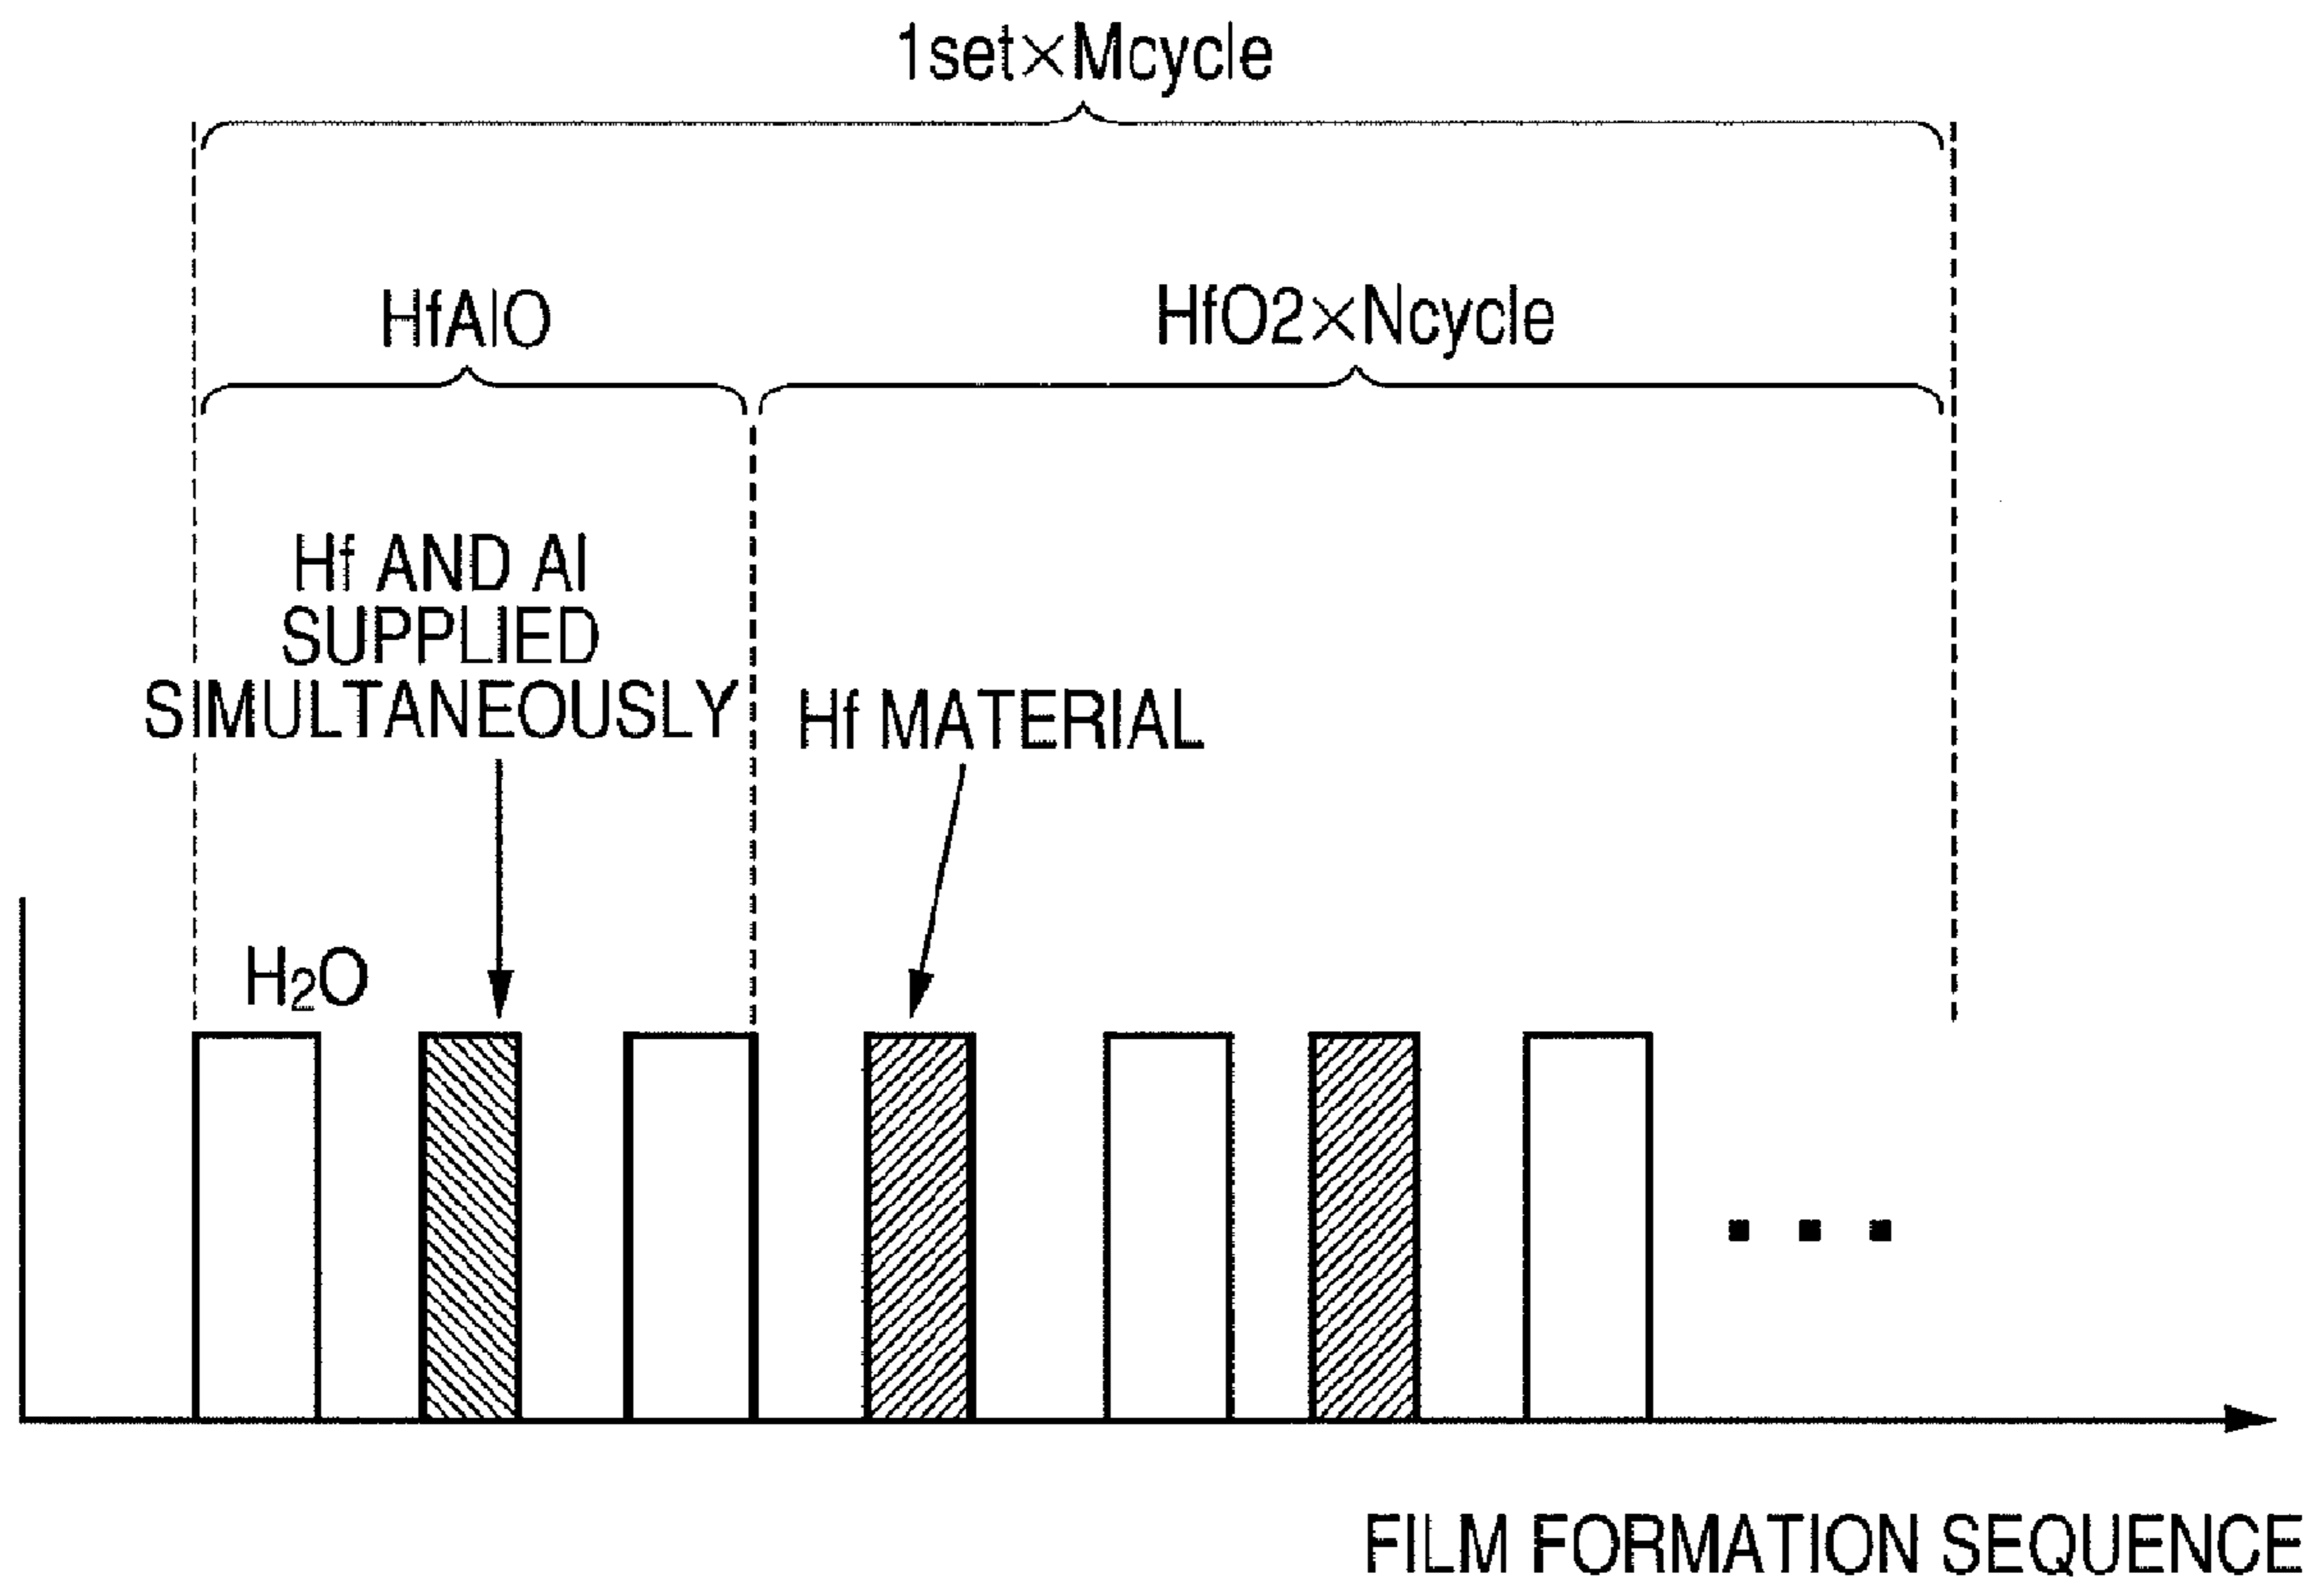 1set×Mcycle
HfAlO
HfO2×Ncycle
Hf AND Al
SUPPLIED
SIMULTANEOUSLY
Hf MATERIAL
H₂O
FILM FORMATION SEQUENCE